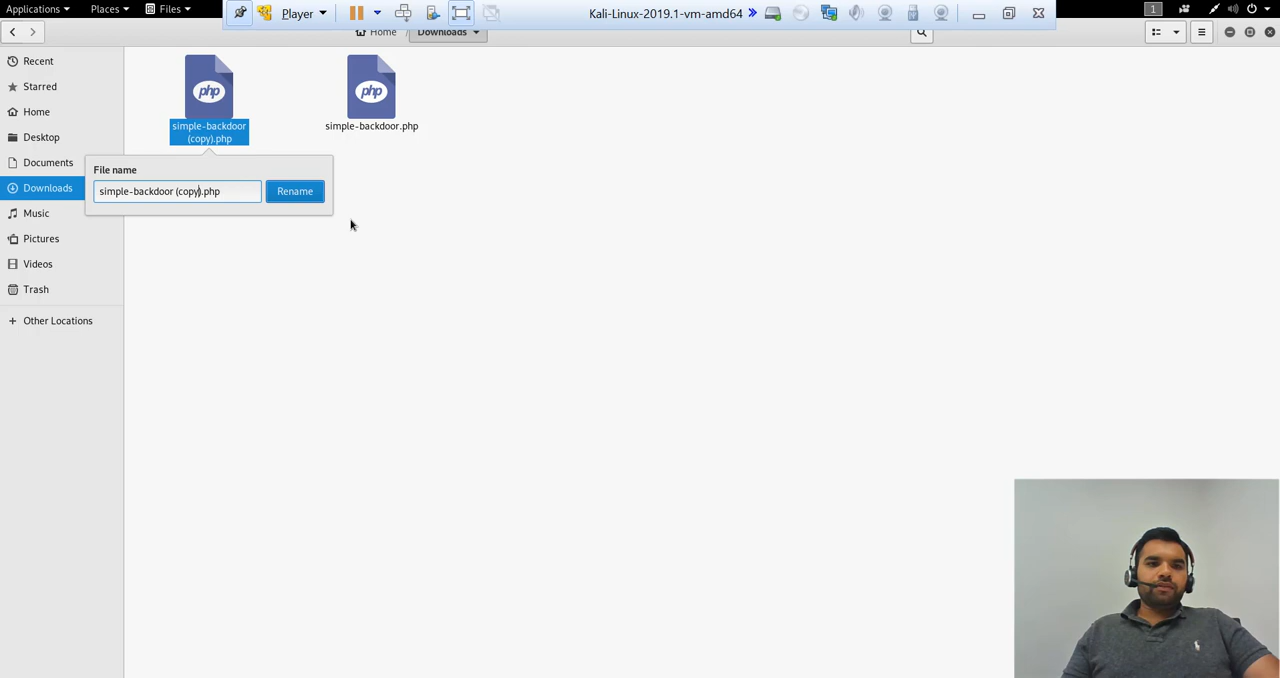 Applications
Places
Files
Player
Kali-Linux-2019.1-vm-amd64
1
Home
Downloads
Recent
Starred
Home
Desktop
Documents
Downloads
Music
Pictures
Videos
Trash
+ Other Locations
php
simple-backdoor
(copy).php
php
simple-backdoor.php
File name
simple-backdoor (copy).php
Rename